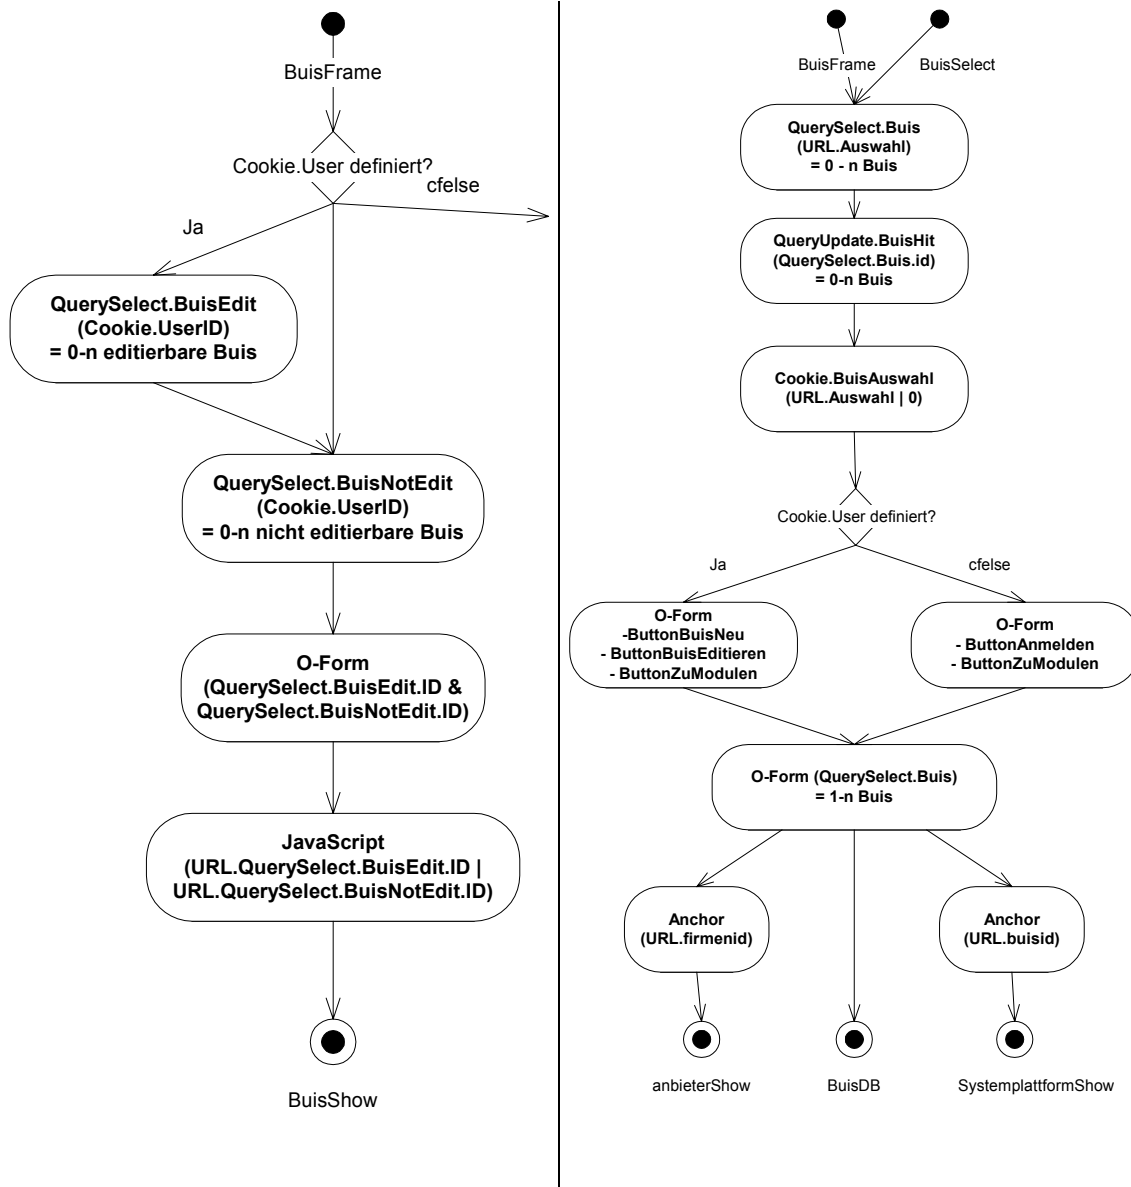 BuisFrame
Cookie.User definiert?
cfelse
Ja
QuerySelect.BuisEdit
(Cookie.UserID)
= 0-n editierbare Buis
QuerySelect.BuisNotEdit
(Cookie.UserID)
= 0-n nicht editierbare Buis
O-Form
(QuerySelect.BuisEdit.ID &
QuerySelect.BuisNotEdit.ID)
JavaScript
(URL.QuerySelect.BuisEdit.ID |
URL.QuerySelect.BuisNotEdit.ID)
BuisShow
BuisFrame
BuisSelect
QuerySelect.Buis
(URL.Auswahl)
= 0 - n Buis
QueryUpdate.BuisHit
(QuerySelect.Buis.id)
= 0-n Buis
Cookie.BuisAuswahl
(URL.Auswahl | 0)
Cookie.User definiert?
Ja
cfelse
O-Form
-ButtonBuisNeu
- ButtonBuisEditieren
- ButtonZuModulen
O-Form
- ButtonAnmelden
- ButtonZuModulen
O-Form (QuerySelect.Buis)
= 1-n Buis
Anchor
(URL.firmenid)
Anchor
(URL.buisid)
anbieterShow
BuisDB
SystemplattformShow